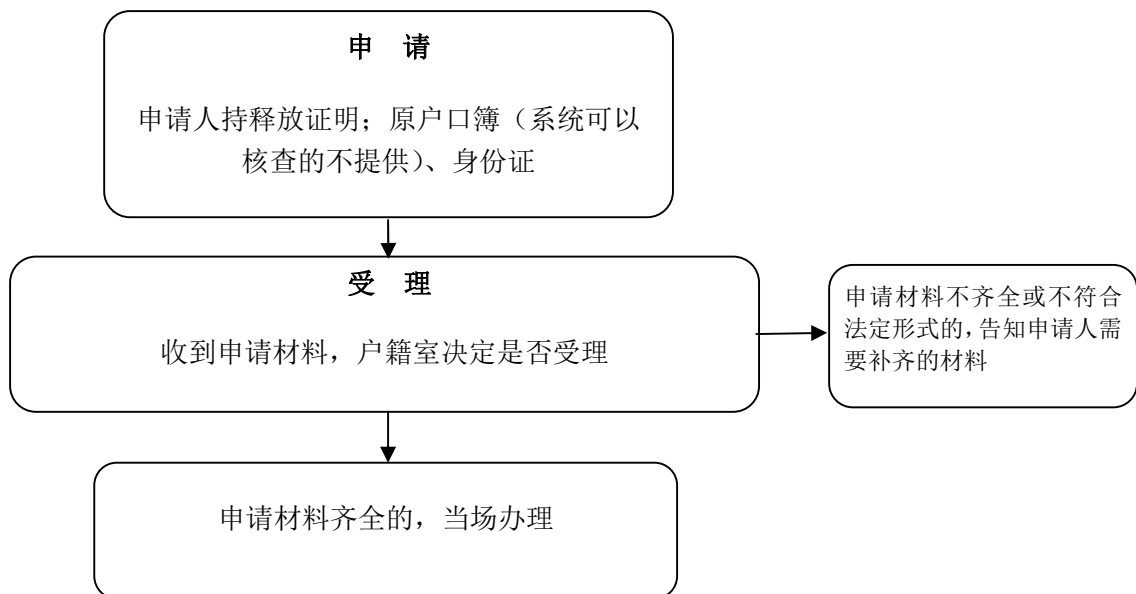 申 请
申请人持释放证明；原户口簿（系统可以
核查的不提供）、身份证
受 理
收到申请材料，户籍室决定是否受理
申请材料不齐全或不符合
法定形式的，告知申请人需
要补齐的材料
申请材料齐全的，当场办理